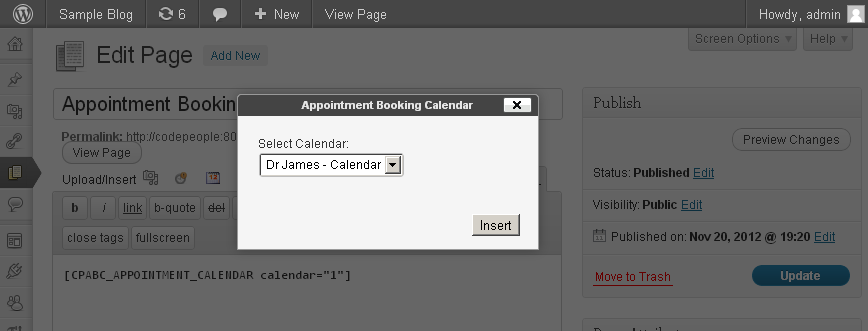 Sample Blog 6 + New View Page Howdy, admin
Screen Options Help
Edit Page Add New
Appointment Bookin
Appointment Booking Calendar
Publish
Permalink: http://codepeople:80
View Page
Preview Changes
Select Calendar:
Dr James - Calendar
Upload/Insert
Status: Published Edit
b i link b-quote del
Visibility: Public Edit
Insert
close tags fullscreen
Published on: Nov 20, 2012 @ 19:20 Edit
[CPABC_APPOINTMENT_CALENDAR calendar="1"]
Move to Trash Update